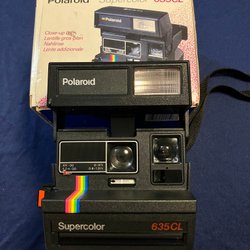 Polaroid Supercolor 635CL
Close-up lens
Lentille gros plan
Nahlinse
Lente addizionale
Polaroid
Supercolor 635CL